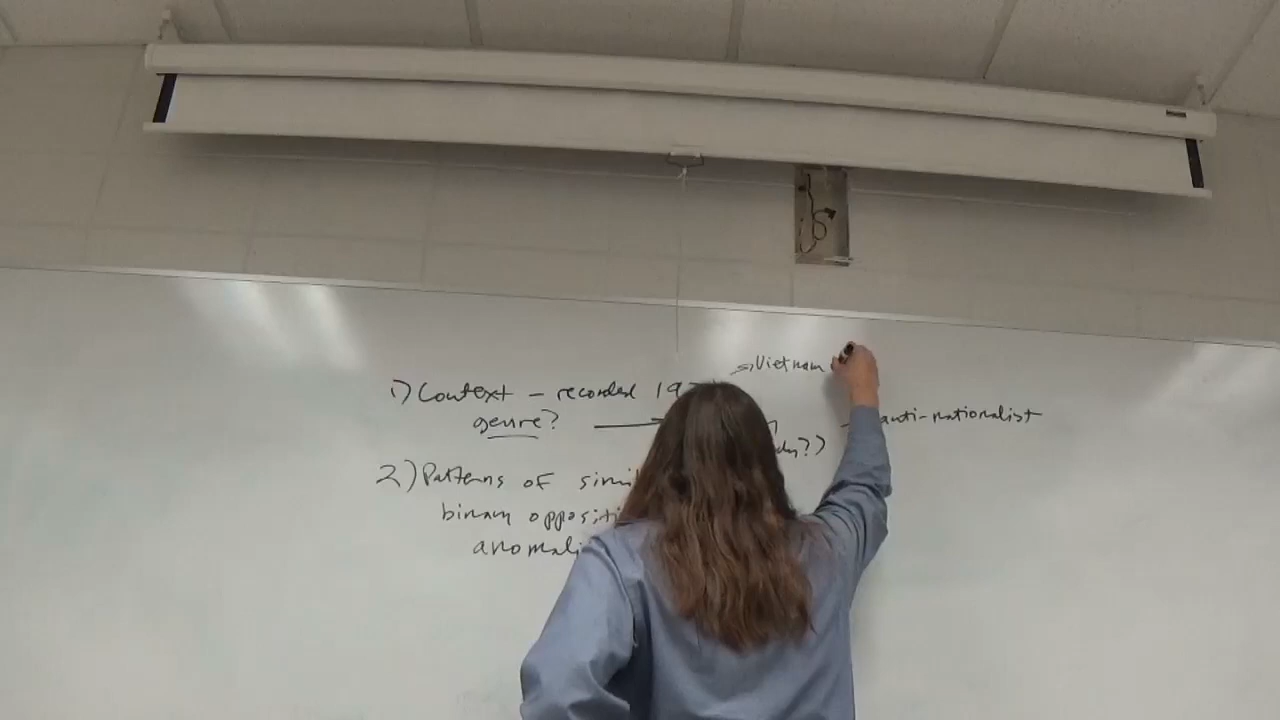 Vietnam
1) Context – recorded 19
genre? →
anti-nationalist
2) Patterns of simi
binary oppositi
anomali